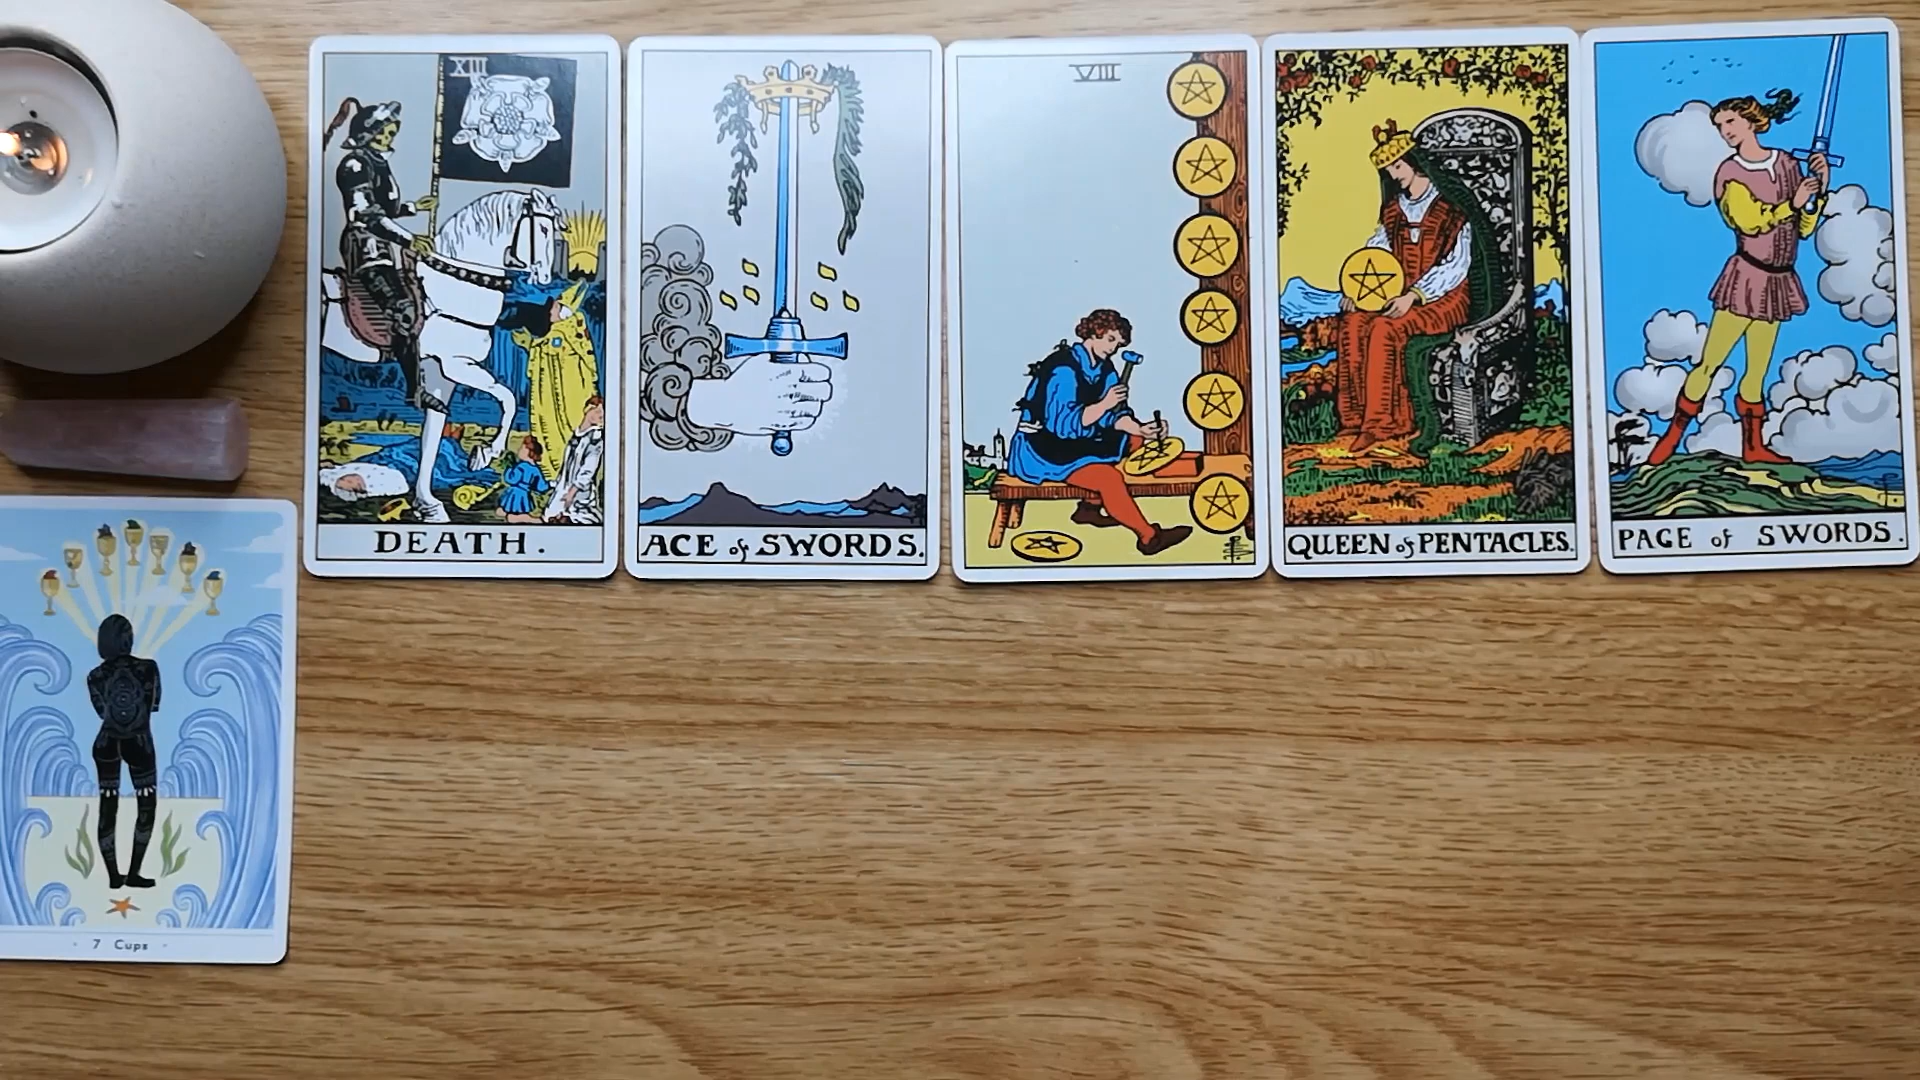 XIII
DEATH.
ACE of SWORDS.
VIII
QUEEN of PENTACLES.
PAGE of SWORDS.
7 Cups